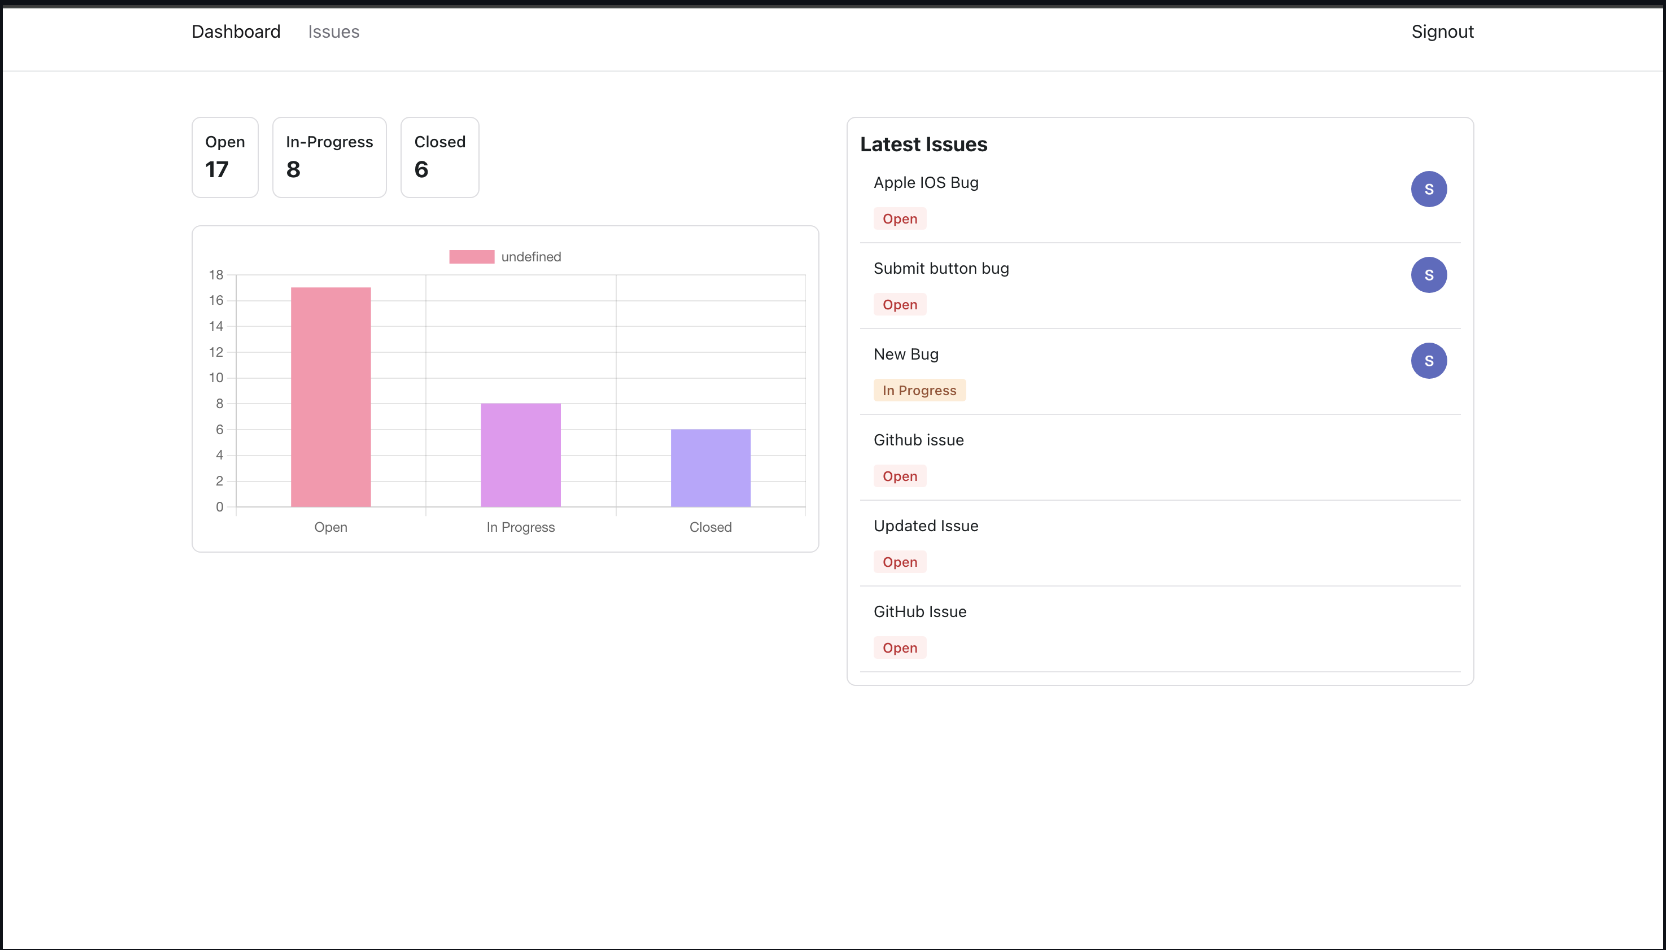 Dashboard Issues Signout
Open In-Progress Closed
17 8 6
undefined
18
16
14
12
10
8
6
4
2
0
Open In Progress Closed
Latest Issues
Apple IOS Bug S
Open
Submit button bug S
Open
New Bug S
In Progress
Github issue
Open
Updated Issue
Open
GitHub Issue
Open